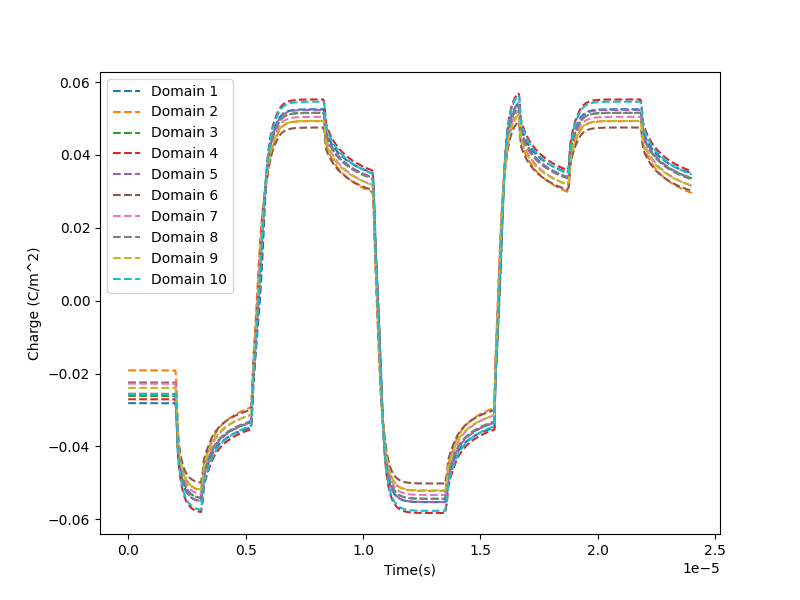 0.06
0.04
0.02
0.00
−0.02
−0.04
−0.06
Charge (C/m^2)
Domain 1
Domain 2
Domain 3
Domain 4
Domain 5
Domain 6
Domain 7
Domain 8
Domain 9
Domain 10
0.0 0.5 1.0 1.5 2.0 2.5
Time(s)
1e−5